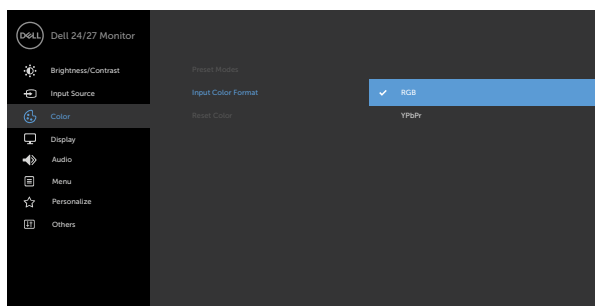 DELL Dell 24/27 Monitor
Brightness/Contrast
Preset Modes
Input Source
Input Color Format
RGB
Color
Reset Color
YPbPr
Display
Audio
Menu
Personalize
Others